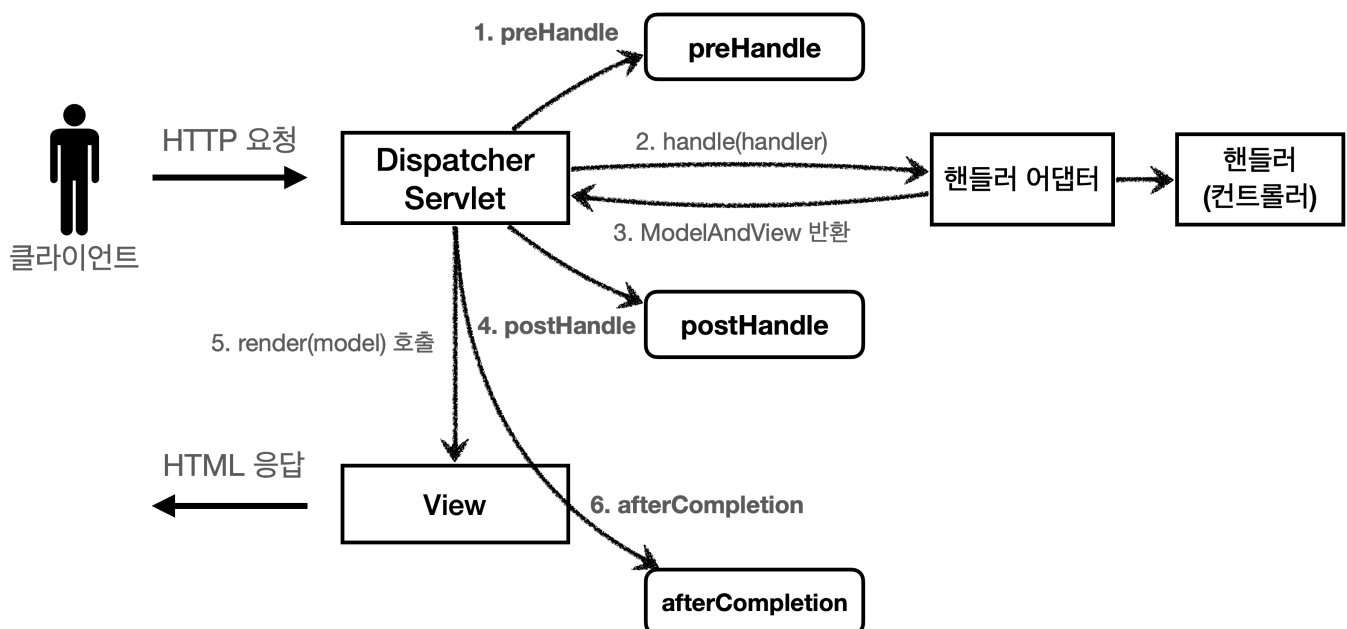 1. preHandle
preHandle
HTTP 요청
Dispatcher
Servlet
2. handle(handler)
핸들러 어댑터
핸들러
(컨트롤러)
클라이언트
3. ModelAndView 반환
4. postHandle
postHandle
5. render(model) 호출
HTML 응답
View
6. afterCompletion
afterCompletion